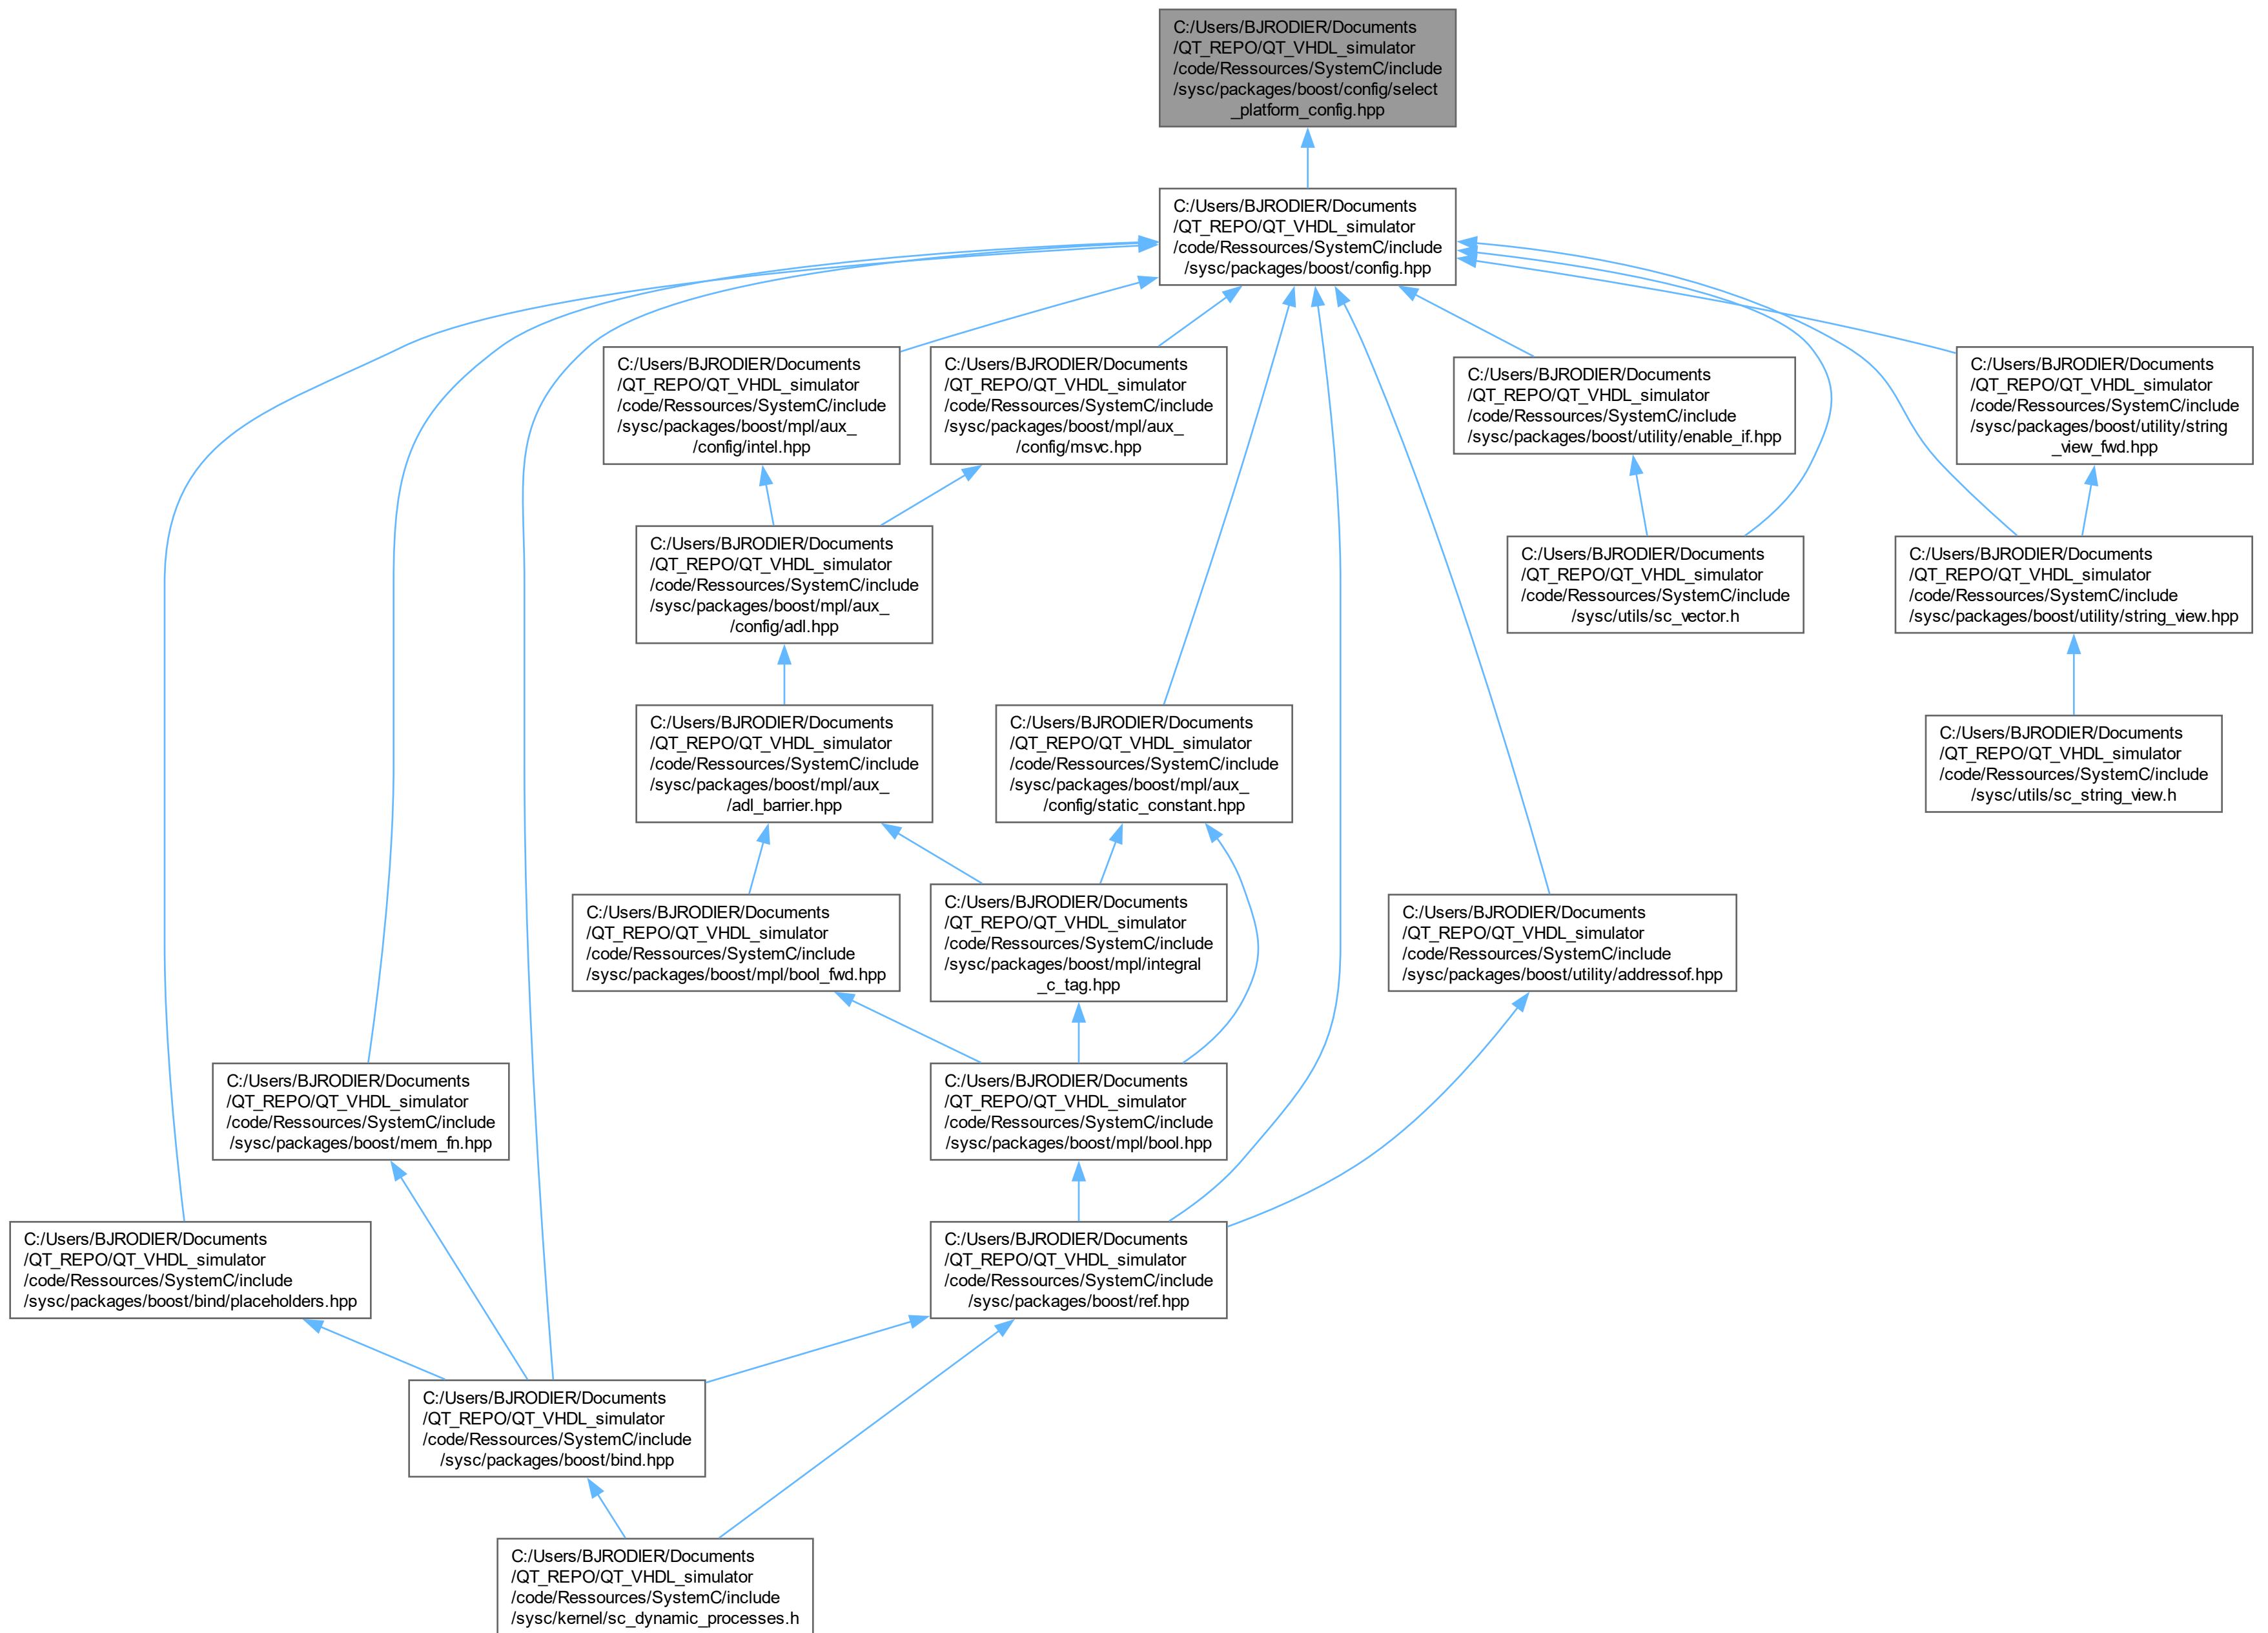 C:/Users/BJRODIER/Documents
/QT_REPO/QT_VHDL_simulator
/code/Ressources/SystemC/include
/sysc/packages/boost/config/select
_platform_config.hpp
C:/Users/BJRODIER/Documents
/QT_REPO/QT_VHDL_simulator
/code/Ressources/SystemC/include
/sysc/packages/boost/config.hpp
C:/Users/BJRODIER/Documents
/QT_REPO/QT_VHDL_simulator
/code/Ressources/SystemC/include
/sysc/packages/boost/mpl/aux_
/config/intel.hpp
C:/Users/BJRODIER/Documents
/QT_REPO/QT_VHDL_simulator
/code/Ressources/SystemC/include
/sysc/packages/boost/mpl/aux_
/config/msvc.hpp
C:/Users/BJRODIER/Documents
/QT_REPO/QT_VHDL_simulator
/code/Ressources/SystemC/include
/sysc/packages/boost/utility/enable_if.hpp
C:/Users/BJRODIER/Documents
/QT_REPO/QT_VHDL_simulator
/code/Ressources/SystemC/include
/sysc/packages/boost/utility/string
_view_fwd.hpp
C:/Users/BJRODIER/Documents
/QT_REPO/QT_VHDL_simulator
/code/Ressources/SystemC/include
/sysc/packages/boost/mpl/aux_
/config/adl.hpp
C:/Users/BJRODIER/Documents
/QT_REPO/QT_VHDL_simulator
/code/Ressources/SystemC/include
/sysc/utils/sc_vector.h
C:/Users/BJRODIER/Documents
/QT_REPO/QT_VHDL_simulator
/code/Ressources/SystemC/include
/sysc/packages/boost/utility/string_view.hpp
C:/Users/BJRODIER/Documents
/QT_REPO/QT_VHDL_simulator
/code/Ressources/SystemC/include
/sysc/packages/boost/mpl/aux_
/adl_barrier.hpp
C:/Users/BJRODIER/Documents
/QT_REPO/QT_VHDL_simulator
/code/Ressources/SystemC/include
/sysc/packages/boost/mpl/aux_
/config/static_constant.hpp
C:/Users/BJRODIER/Documents
/QT_REPO/QT_VHDL_simulator
/code/Ressources/SystemC/include
/sysc/utils/sc_string_view.h
C:/Users/BJRODIER/Documents
/QT_REPO/QT_VHDL_simulator
/code/Ressources/SystemC/include
/sysc/packages/boost/mpl/bool_fwd.hpp
C:/Users/BJRODIER/Documents
/QT_REPO/QT_VHDL_simulator
/code/Ressources/SystemC/include
/sysc/packages/boost/mpl/integral
_c_tag.hpp
C:/Users/BJRODIER/Documents
/QT_REPO/QT_VHDL_simulator
/code/Ressources/SystemC/include
/sysc/packages/boost/utility/addressof.hpp
C:/Users/BJRODIER/Documents
/QT_REPO/QT_VHDL_simulator
/code/Ressources/SystemC/include
/sysc/packages/boost/mem_fn.hpp
C:/Users/BJRODIER/Documents
/QT_REPO/QT_VHDL_simulator
/code/Ressources/SystemC/include
/sysc/packages/boost/mpl/bool.hpp
C:/Users/BJRODIER/Documents
/QT_REPO/QT_VHDL_simulator
/code/Ressources/SystemC/include
/sysc/packages/boost/bind/placeholders.hpp
C:/Users/BJRODIER/Documents
/QT_REPO/QT_VHDL_simulator
/code/Ressources/SystemC/include
/sysc/packages/boost/ref.hpp
C:/Users/BJRODIER/Documents
/QT_REPO/QT_VHDL_simulator
/code/Ressources/SystemC/include
/sysc/packages/boost/bind.hpp
C:/Users/BJRODIER/Documents
/QT_REPO/QT_VHDL_simulator
/code/Ressources/SystemC/include
/sysc/kernel/sc_dynamic_processes.h